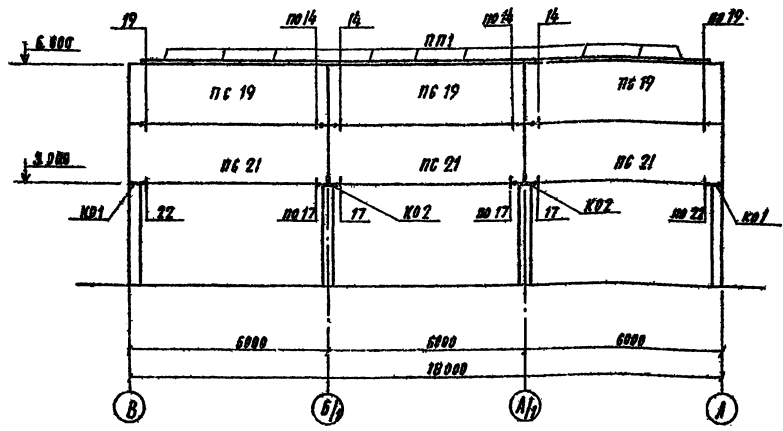 19 по 14 14 ПП1 по 14 14 по 19
6.000
ПС 19 ПС 19 ПС 19
3.000
ПС 21 ПС 21 ПС 21
КО1 22 по 17 17 КО2 по 17 17 КО2 по 22 КО1
6000 6000 6000
18000
В Б/1 А/1 А